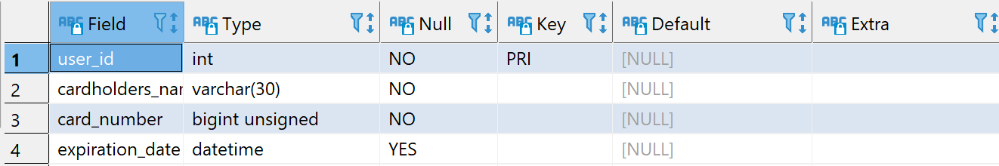 Field Type Null Key Default Extra
1 user_id int NO PRI [NULL]
2 cardholders_nar varchar(30) NO [NULL]
3 card_number bigint unsigned NO [NULL]
4 expiration_date datetime YES [NULL]